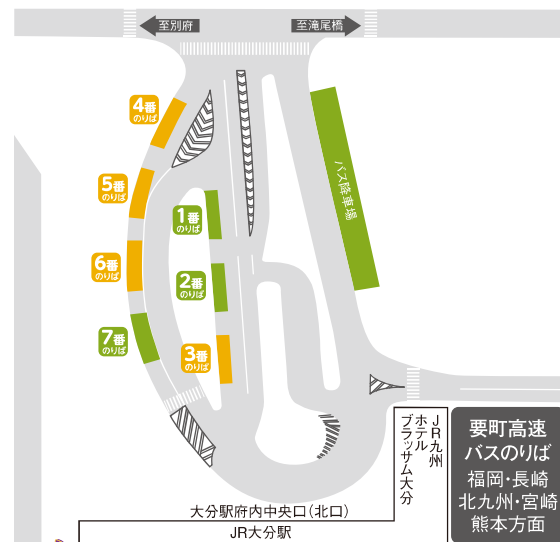 至別府
至滝尾橋
4番
のりば
5番
のりば
6番
のりば
7番
のりば
1番
のりば
2番
のりば
3番
のりば
バス降車場
JR九州
ホテル
ブラッサム大分
要町高速
バスのりば
福岡・長崎
北九州・宮崎
熊本方面
大分駅府内中央口(北口)
JR大分駅